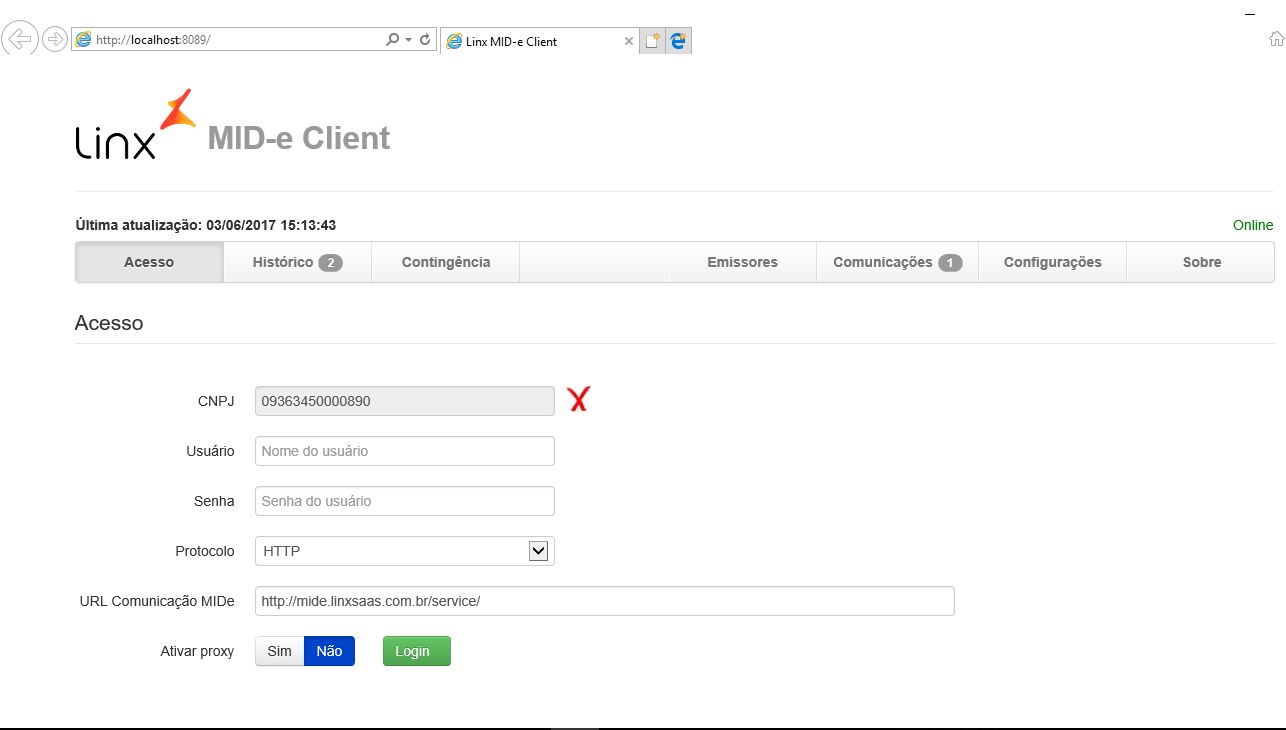 http://localhost:8089/
Linx MID-e Client
Linx MID-e Client
Última atualização: 03/06/2017 15:13:43
Online
Acesso
Histórico 2
Contingência
Emissores
Comunicações 1
Configurações
Sobre
Acesso
CNPJ 09363450000890 X
Usuário Nome do usuário
Senha Senha do usuário
Protocolo HTTP
URL Comunicação MIDe http://mide.linxsaas.com.br/service/
Ativar proxy Sim Não Login